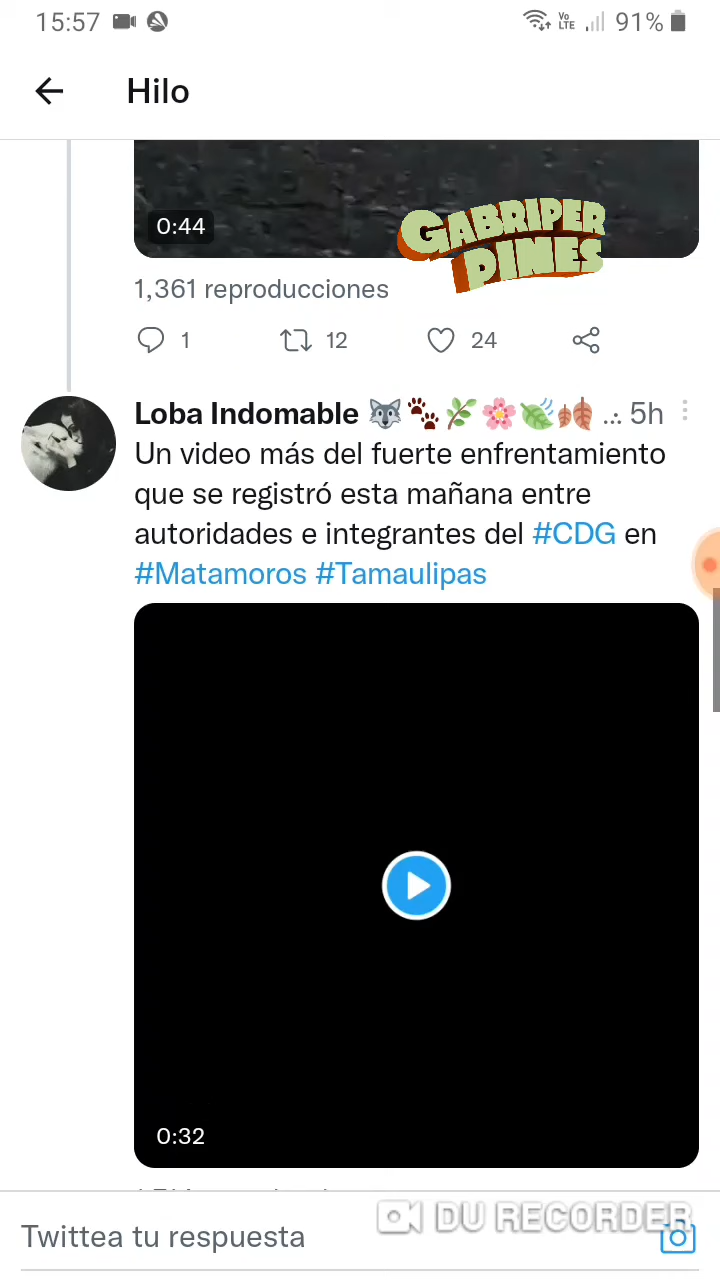 15:57
Vo LTE 91%
Hilo
0:44
GABRIPER
PINES
1,361 reproducciones
1 12 24
Loba Indomable 🐺🐾🌿🌸🍃🍂 ... 5h
Un video más del fuerte enfrentamiento
que se registró esta mañana entre
autoridades e integrantes del #CDG en
#Matamoros #Tamaulipas
0:32
Twittea tu respuesta
DU RECORDER